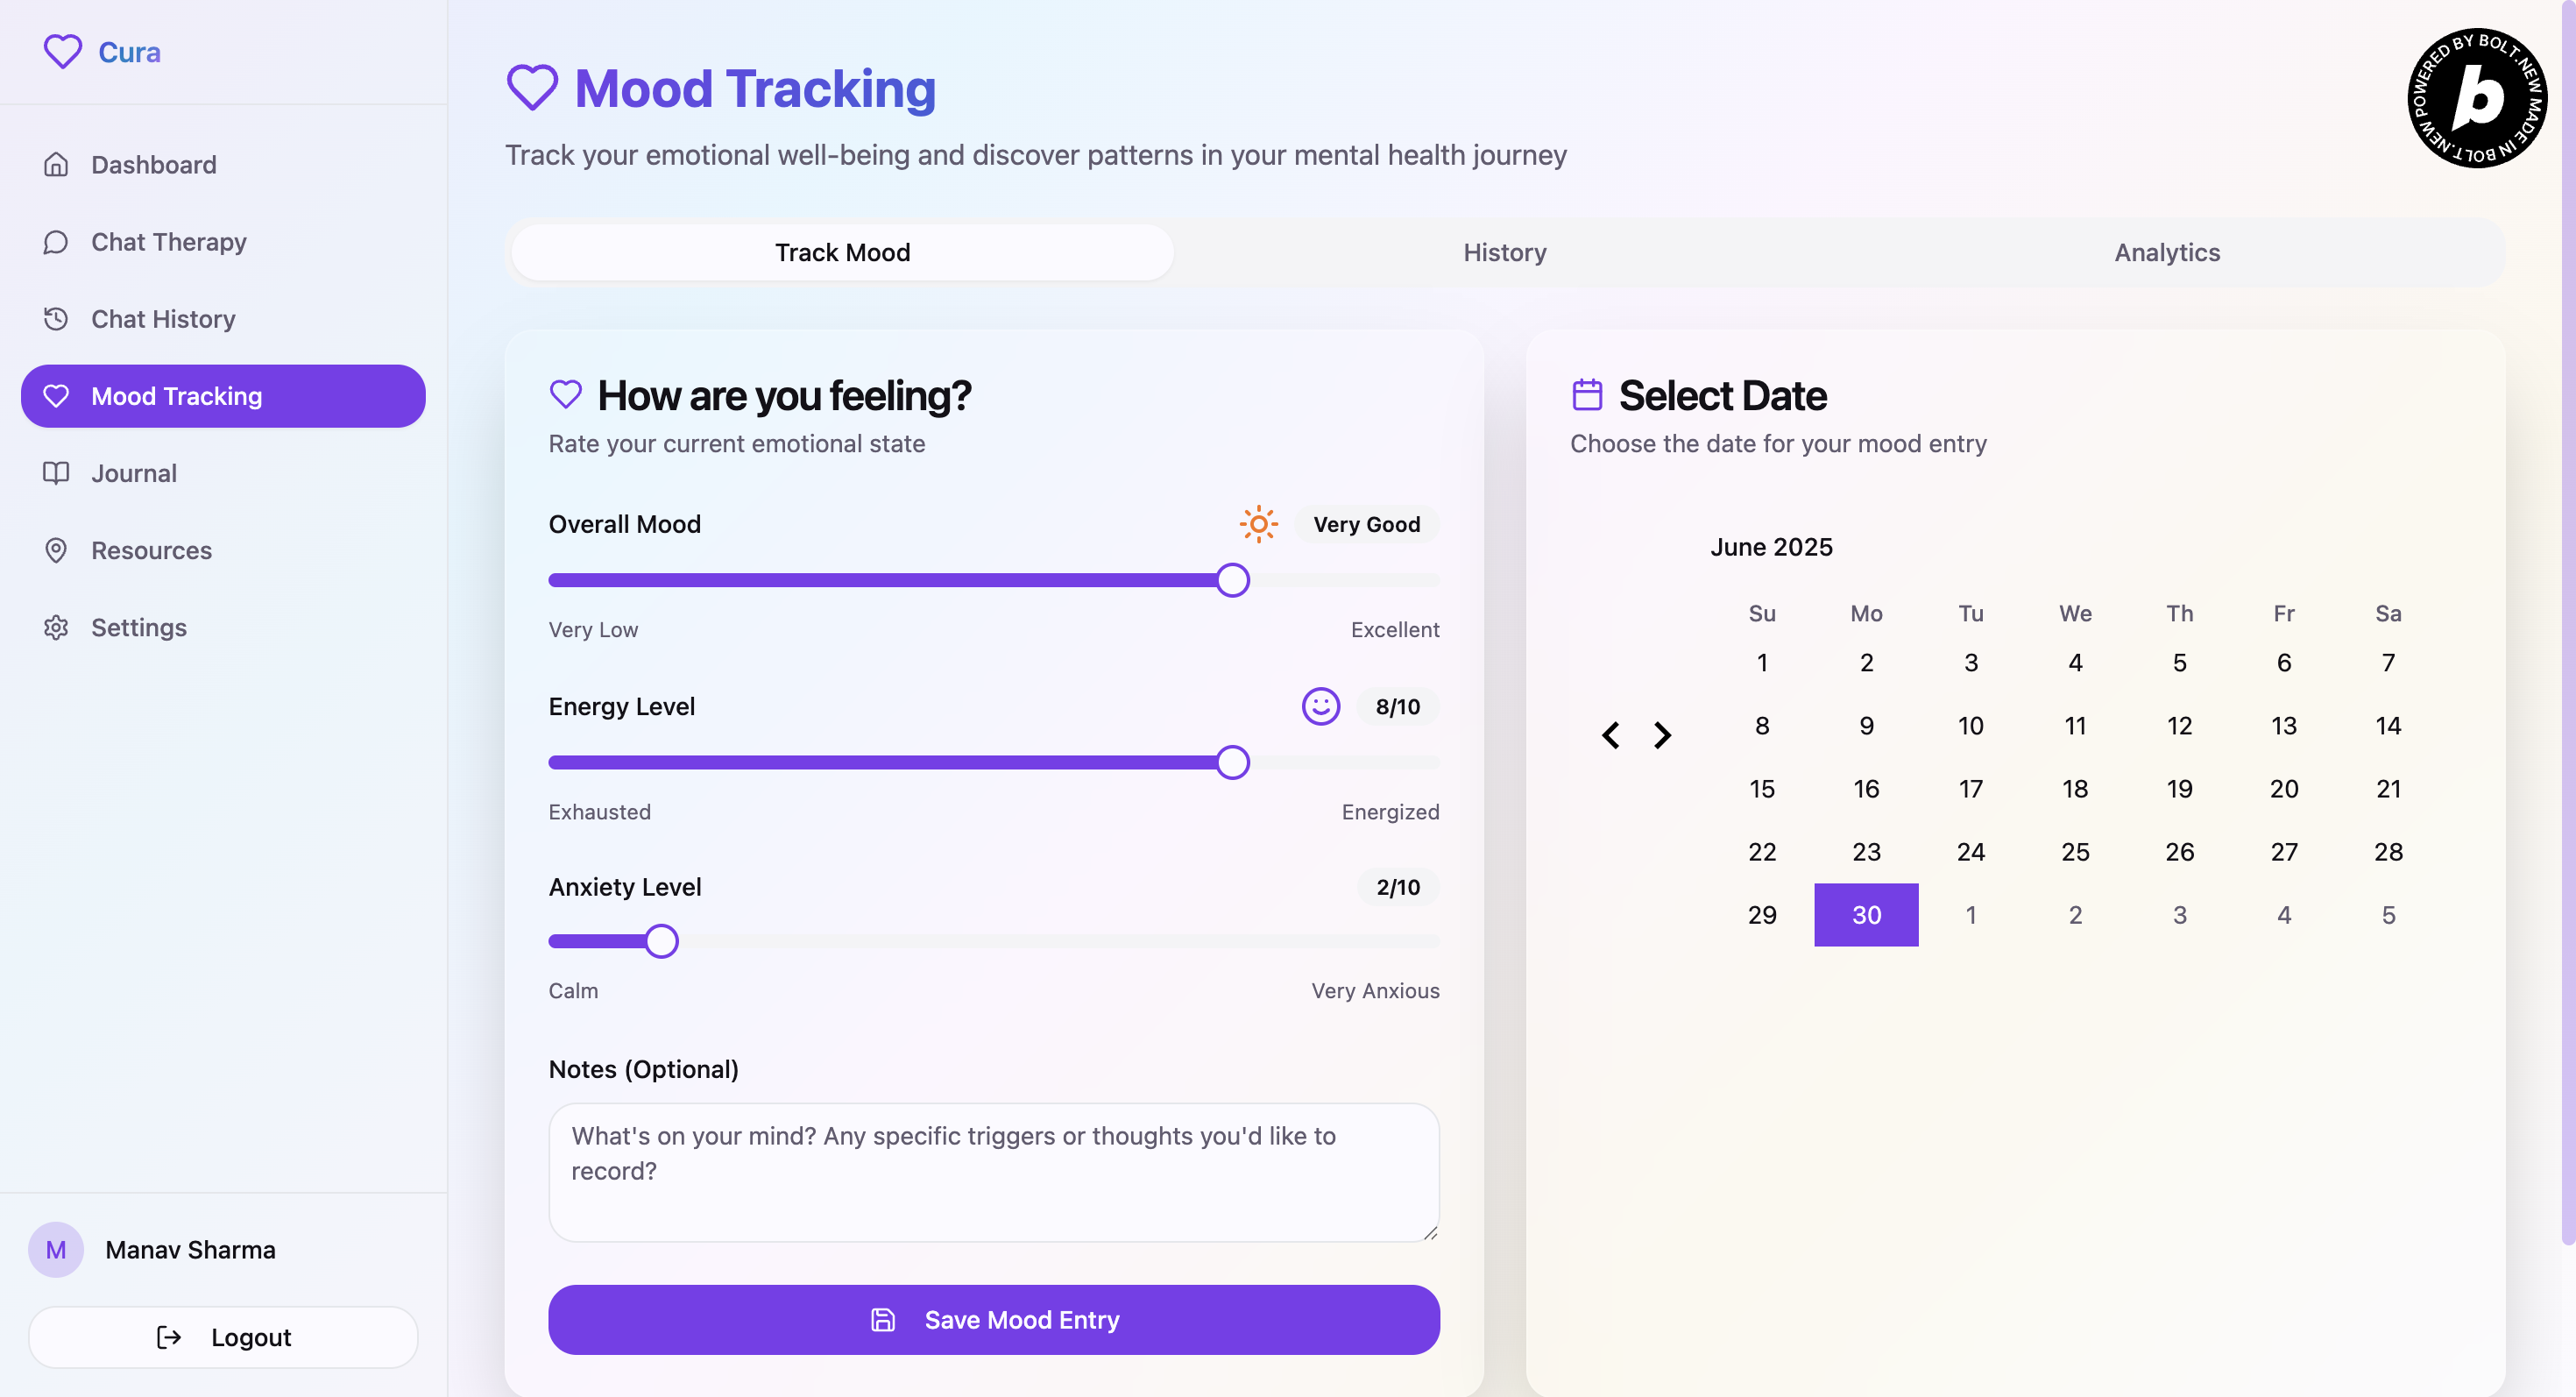 Cura
Dashboard
Chat Therapy
Chat History
Mood Tracking
Journal
Resources
Settings
M
Manav Sharma
Logout
Mood Tracking
Track your emotional well-being and discover patterns in your mental health journey
POWERED BY BOLT.NEW MADE IN BOLT.NEW
b
Track Mood
History
Analytics
How are you feeling?
Rate your current emotional state
Overall Mood
Very Good
Very Low
Excellent
Energy Level
8/10
Exhausted
Energized
Anxiety Level
2/10
Calm
Very Anxious
Notes (Optional)
What's on your mind? Any specific triggers or thoughts you'd like to
record?
Save Mood Entry
Select Date
Choose the date for your mood entry
June 2025
Su Mo Tu We Th Fr Sa
1 2 3 4 5 6 7
8 9 10 11 12 13 14
15 16 17 18 19 20 21
22 23 24 25 26 27 28
29 30 1 2 3 4 5